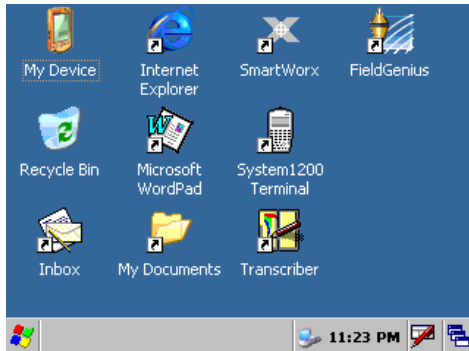 My Device
Internet
Explorer
SmartWorx
FieldGenius
Recycle Bin
Microsoft
WordPad
System1200
Terminal
Inbox
My Documents
Transcriber
11:23 PM